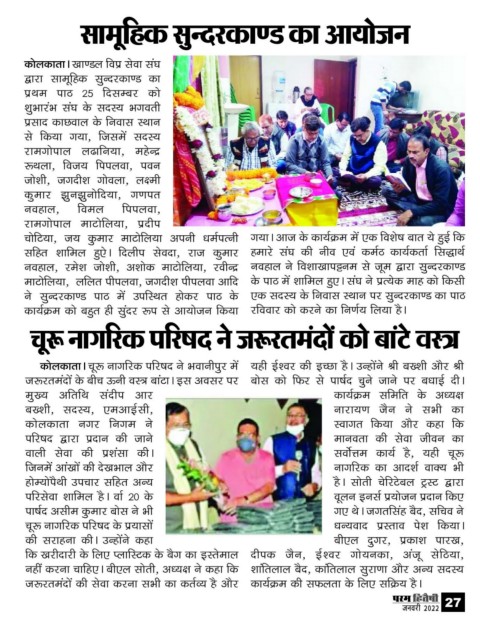 सामूहिक सुन्दरकाण्ड का आयोजन
कोलकाता। खाण्डल विप्र सेवा संघ
द्वारा सामूहिक सुन्दरकाण्ड का
प्रथम पाठ 25 दिसम्बर को
शुभारंभ संघ के सदस्य भगवती
प्रसाद काछवाल के निवास स्थान
से किया गया, जिसमें सदस्य
रामगोपाल लढानिया, महेन्द्र
रूथला, विजय पिपलवा, पवन
जोशी, जगदीश गोवला, लक्ष्मी
कुमार झुनझुनोदिया, गणपत
नवहाल, विमल पिपलवा,
रामगोपाल माटोलिया, प्रदीप
चोटिया, जय कुमार माटोलिया अपनी धर्मपत्नी
सहित शामिल हुऐ। दिलीप सेवदा, राज कुमार
नवहाल, रमेश जोशी, अशोक माटोलिया, रवीन्द्र
माटोलिया, ललित पीपलवा, जगदीश पीपलवा आदि
ने सुन्दरकाण्ड पाठ में उपस्थित होकर पाठ के
कार्यक्रम को बहुत ही सुंदर रूप से आयोजन किया
गया। आज के कार्यक्रम में एक विशेष बात ये हुई कि
हमारे संघ की नीव एवं कर्मठ कार्यकर्ता सिद्धार्थ
नवहाल ने विशाखापड्डनम से जूम द्वारा सुन्दरकाण्ड
के पाठ में शामिल हुए। संघ ने प्रत्येक माह को किसी
एक सदस्य के निवास स्थान पर सुन्दरकाण्ड का पाठ
रविवार को करने का निर्णय लिया है।
चूरू नागरिक परिषद ने जरूरतमंदों को बांटे वस्त्र
कोलकाता। चूरू नागरिक परिषद ने भवानीपुर में
जरूरतमंदों के बीच ऊनी वस्त्र बांटा। इस अवसर पर
मुख्य अतिथि संदीप आर
बख्शी, सदस्य, एमआईसी,
कोलकाता नगर निगम ने
परिषद द्वारा प्रदान की जाने
वाली सेवा की प्रशंसा की।
जिनमें आंखों की देखभाल और
होम्योपैथी उपचार सहित अन्य
परिसेवा शामिल है। र्वा 20 के
पार्षद असीम कुमार बोस ने भी
चूरू नागरिक परिषद के प्रयासों
की सराहना की। उन्होंने कहा
कि खरीदारी के लिए प्लास्टिक के बैग का इस्तेमाल
नहीं करना चाहिए। बीएल सोती, अध्यक्ष ने कहा कि
जरूरतमंदों की सेवा करना सभी का कर्तव्य है और
यही ईश्वर की इच्छा है। उन्होंने श्री बख्शी और श्री
बोस को फिर से पार्षद चुने जाने पर बधाई दी।
कार्यक्रम समिति के अध्यक्ष
नारायण जैन ने सभी का
स्वागत किया और कहा कि
मानवता की सेवा जीवन का
सर्वोत्तम कार्य है, यही चूरू
नागरिक का आदर्श वाक्य भी
है। सोती चेरिटेबल ट्रस्ट द्वारा
वूलन इनर्स प्रयोजन प्रदान किए
गए थे। जगतसिंह बैद, सचिव ने
धन्यवाद प्रस्ताव पेश किया।
बीएल दुगर, प्रकाश पारख,
दीपक जैन, ईश्वर गोयनका, अंजू सेठिया,
शांतिलाल बैद, कांतिलाल सुराणा और अन्य सदस्य
कार्यक्रम की सफलता के लिए सक्रिय है।
परम हितैषी
जनवरी 2022 27